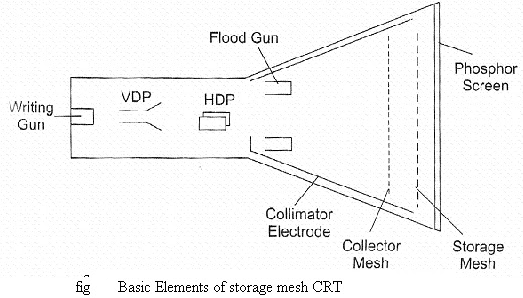 Flood Gun
Phosphor
Screen
VDP
HDP
Writing
Gun
Collimator
Electrode
Collector
Mesh
Storage
Mesh
fig Basic Elements of storage mesh CRT